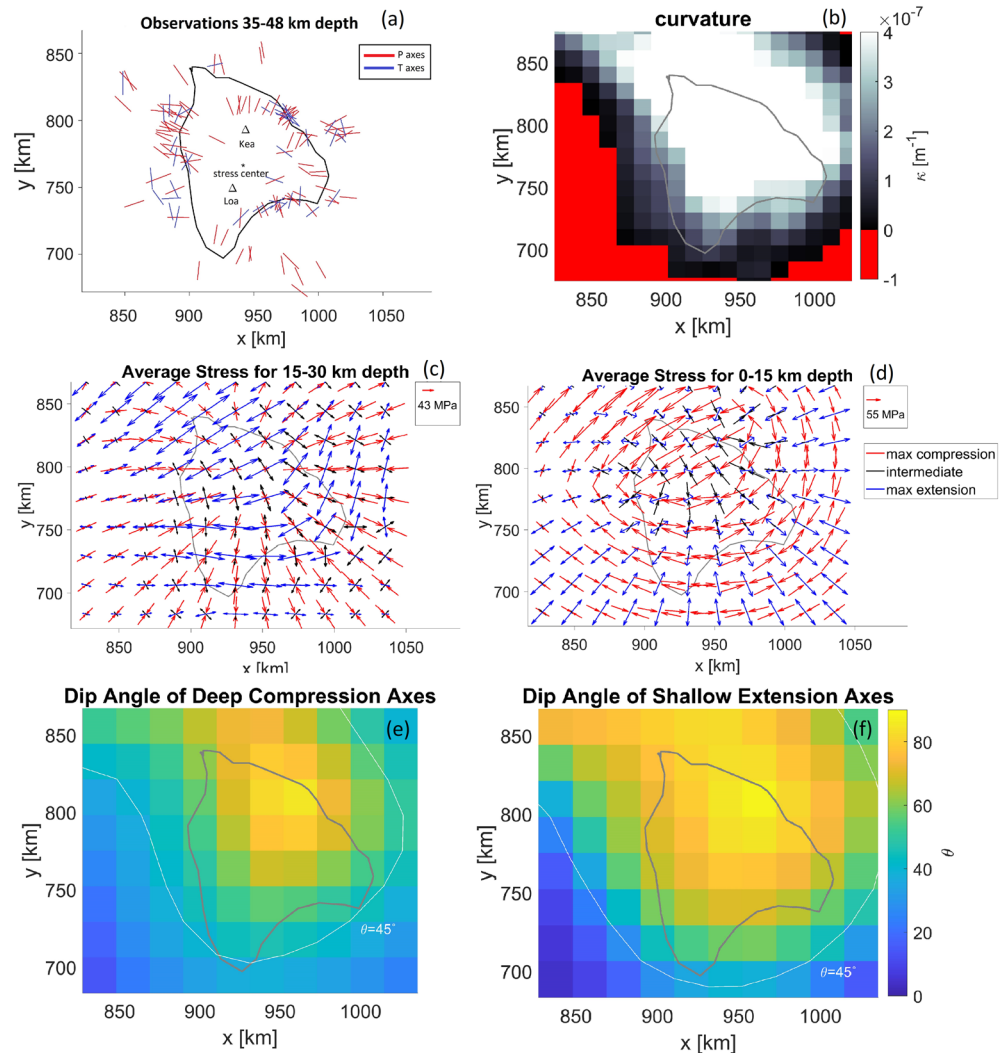 Observations 35-48 km depth
(a)
P axes
T axes
Kea
stress center
*
Loa
y [km]
850
800
750
700
850 900 950 1000 1050
x [km]
curvature
(b)
×10⁻⁷
y [km]
850
800
750
700
850 900 950 1000
x [km]
4
3
2
1
0
-1
κ [m⁻¹]
Average Stress for 15-30 km depth
(c)
43 MPa
y [km]
850
800
750
700
850 900 950 1000 1050
x [km]
Average Stress for 0-15 km depth
(d)
55 MPa
max compression
intermediate
max extension
y [km]
850
800
750
700
850 900 950 1000 1050
x [km]
Dip Angle of Deep Compression Axes
(e)
y [km]
850
800
750
700
θ=45°
850 900 950 1000
x [km]
Dip Angle of Shallow Extension Axes
(f)
y [km]
850
800
750
700
θ=45°
850 900 950 1000
x [km]
80
60
40
20
0
θ